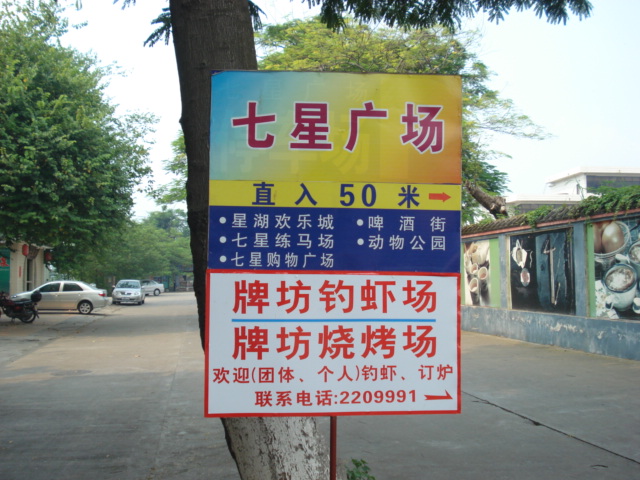 七星广场
直入 50 米
•星湖欢乐城 •啤酒街
•七星练马场 •动物公园
•七星购物广场
牌坊钓虾场
牌坊烧烤场
欢迎(团体、个人)钓虾、订炉
联系电话:2209991